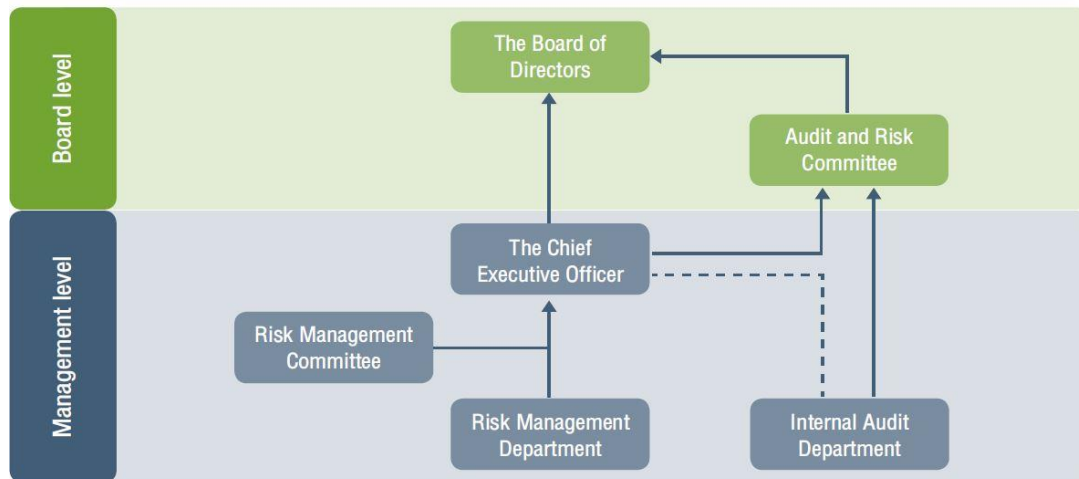 Board level
The Board of
Directors
Audit and Risk
Committee
Management level
The Chief
Executive Officer
Risk Management
Committee
Risk Management
Department
Internal Audit
Department